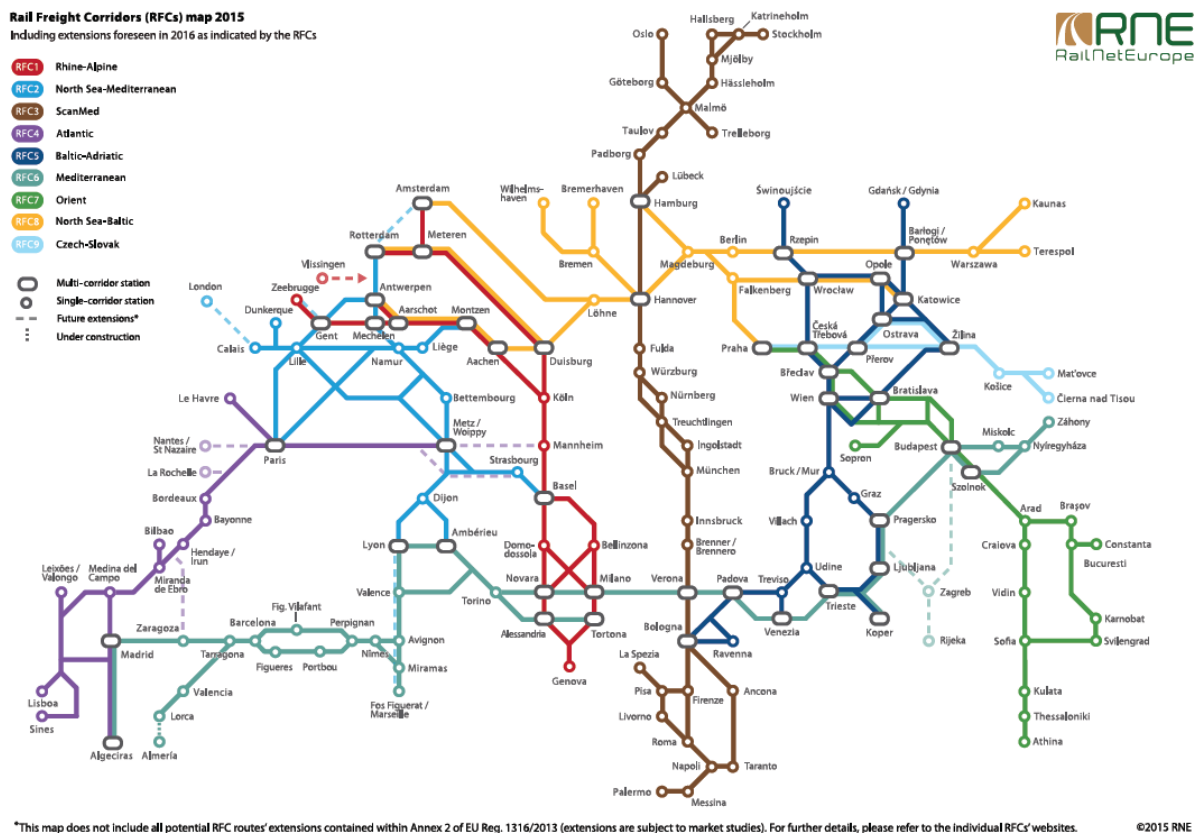 Rail Freight Corridors (RFCs) map 2015
Including extensions foreseen in 2016 as indicated by the RFCs
RFC1 Rhine-Alpine
RFC2 North Sea-Mediterranean
RFC3 ScanMed
RFC4 Atlantic
RFC5 Baltic-Adriatic
RFC6 Mediterranean
RFC7 Orient
RFC8 North Sea-Baltic
RFC9 Czech-Slovak
Multi-corridor station
Single-corridor station
Future extensions*
Under construction
RNE
RailNetEurope
Oslo
Hallsberg
Katrineholm
Stockholm
Mjölby
Göteborg
Hässleholm
Malmö
Taulov
Trelleborg
Padborg
Lübeck
Hamburg
Amsterdam
Wilhelms-
haven
Bremerhaven
Świnoujście
Gdańsk / Gdynia
Kaunas
Rotterdam
Meteren
Bremen
Magdeburg
Berlin
Rzepin
Barłogi /
Ponętów
Warszawa
Terespol
Vlissingen
London
Zeebrugge
Antwerpen
Dunkerque
Aarschot
Montzen
Löhne
Hannover
Falkenberg
Wrocław
Opole
Katowice
Gent
Mechelen
Calais
Lille
Namur
Liège
Aachen
Duisburg
Fulda
Praha
Česká
Třebová
Ostrava
Přerov
Žilina
Würzburg
Břeclav
Košice
Mat'ovce
Čierna nad Tisou
Le Havre
Bettembourg
Köln
Nürnberg
Wien
Bratislava
Treuchtlingen
Metz /
Woippy
Nantes /
St Nazaire
Paris
Mannheim
Ingolstadt
Sopron
Budapest
Miskolc
Záhony
Nyíregyháza
La Rochelle
Strasbourg
München
Bruck / Mur
Szolnok
Bordeaux
Dijon
Basel
Graz
Bayonne
Innsbruck
Villach
Pragersko
Arad
Braşov
Bilbao
Hendaye /
Irun
Lyon
Ambérieu
Domo-
dossola
Bellinzona
Brenner /
Brennero
Craiova
Constanta
Bucuresti
Leixões /
Valongo
Medina del
Campo
Miranda
de Ebro
Valence
Torino
Novara
Milano
Verona
Padova
Treviso
Udine
Ljubljana
Trieste
Zagreb
Vidin
Zaragoza
Barcelona
Fig. Vilafant
Perpignan
Avignon
Alessandria
Tortona
Bologna
Venezia
Koper
Karnobat
Madrid
Tarragona
Figueres
Portbou
Nîmes
Miramas
Genova
Ravenna
Rijeka
Sofia
Svilengrad
La Spezia
Lisboa
Valencia
Fos Figuerat /
Marseille
Pisa
Firenze
Ancona
Kulata
Sines
Lorca
Livorno
Thessaloniki
Algeciras
Almería
Roma
Athina
Napoli
Taranto
Palermo
Messina
*This map does not include all potential RFC routes' extensions contained within Annex 2 of EU Reg. 1316/2013 (extensions are subject to market studies). For further details, please refer to the individual RFCs' websites.
©2015 RNE